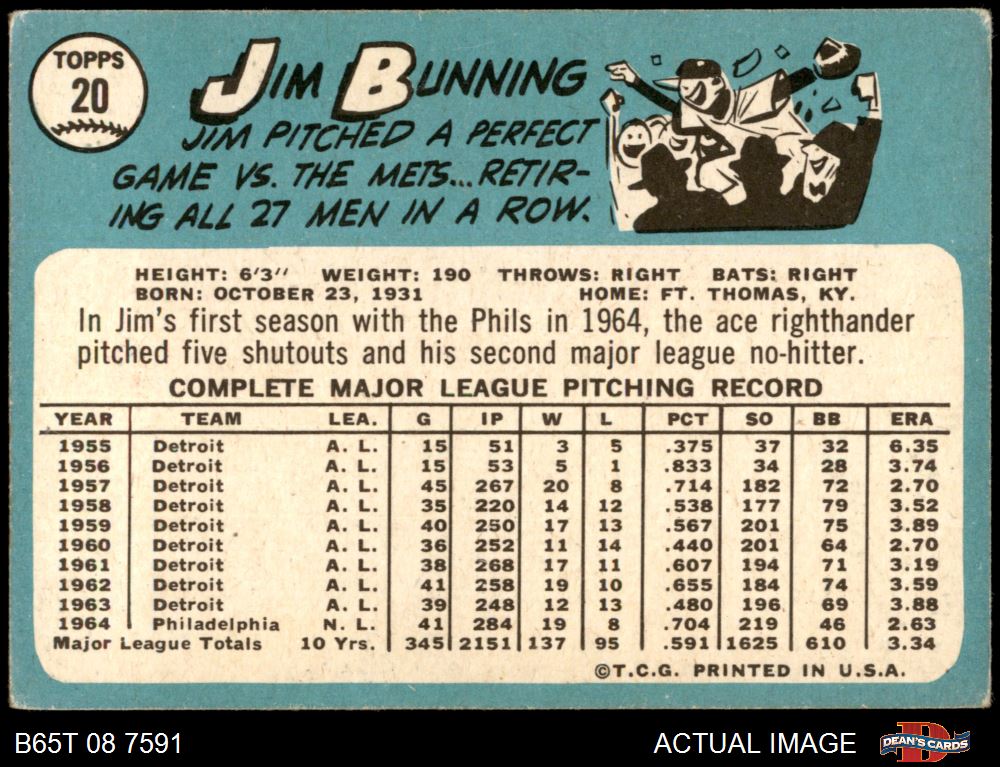 TOPPS
20
JIM BUNNING
JIM PITCHED A PERFECT
GAME VS. THE METS...RETIR-
ING ALL 27 MEN IN A ROW.
HEIGHT: 6'3" WEIGHT: 190 THROWS: RIGHT BATS: RIGHT
BORN: OCTOBER 23, 1931 HOME: FT. THOMAS, KY.
In Jim's first season with the Phils in 1964, the ace righthander
pitched five shutouts and his second major league no-hitter.
COMPLETE MAJOR LEAGUE PITCHING RECORD
YEAR TEAM LEA. G IP W L PCT SO BB ERA
1955 Detroit A. L. 15 51 3 5 .375 37 32 6.35
1956 Detroit A. L. 15 53 5 1 .833 34 28 3.74
1957 Detroit A. L. 45 267 20 8 .714 182 72 2.70
1958 Detroit A. L. 35 220 14 12 .538 177 79 3.52
1959 Detroit A. L. 40 250 17 13 .567 201 75 3.89
1960 Detroit A. L. 36 252 11 14 .440 201 64 2.70
1961 Detroit A. L. 38 268 17 11 .607 194 71 3.19
1962 Detroit A. L. 41 258 19 10 .655 184 74 3.59
1963 Detroit A. L. 39 248 12 13 .480 196 69 3.88
1964 Philadelphia N. L. 41 284 19 8 .704 219 46 2.63
Major League Totals 10 Yrs. 345 2151 137 95 .591 1625 610 3.34
©T.C.G. PRINTED IN U.S.A.
B65T 08 7591 ACTUAL IMAGE DEAN'S CARDS